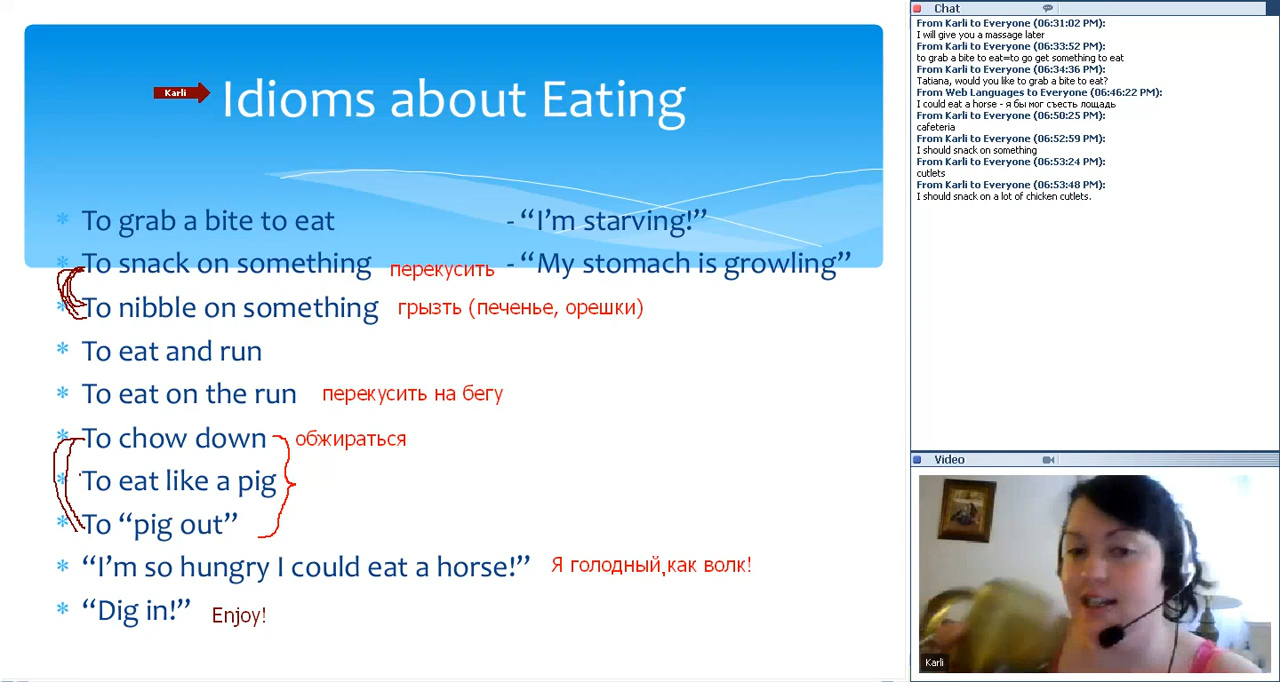 Karli
Idioms about Eating
* To grab a bite to eat - “I’m starving!”
* To snack on something перекусить - “My stomach is growling”
* To nibble on something грызть (печенье, орешки)
* To eat and run
* To eat on the run перекусить на бегу
* To chow down обжираться
* To eat like a pig
* To “pig out”
* “I’m so hungry I could eat a horse!” Я голодный,как волк!
* “Dig in!” Enjoy!
Chat
From Karli to Everyone (06:31:02 PM):
I will give you a massage later
From Karli to Everyone (06:33:52 PM):
to grab a bite to eat=to go get something to eat
From Karli to Everyone (06:34:36 PM):
Tatiana, would you like to grab a bite to eat?
From Web Languages to Everyone (06:46:22 PM):
I could eat a horse - я бы мог съесть лощадь
From Karli to Everyone (06:50:25 PM):
cafeteria
From Karli to Everyone (06:52:59 PM):
I should snack on something
From Karli to Everyone (06:53:24 PM):
cutlets
From Karli to Everyone (06:53:48 PM):
I should snack on a lot of chicken cutlets.
Video
Karli